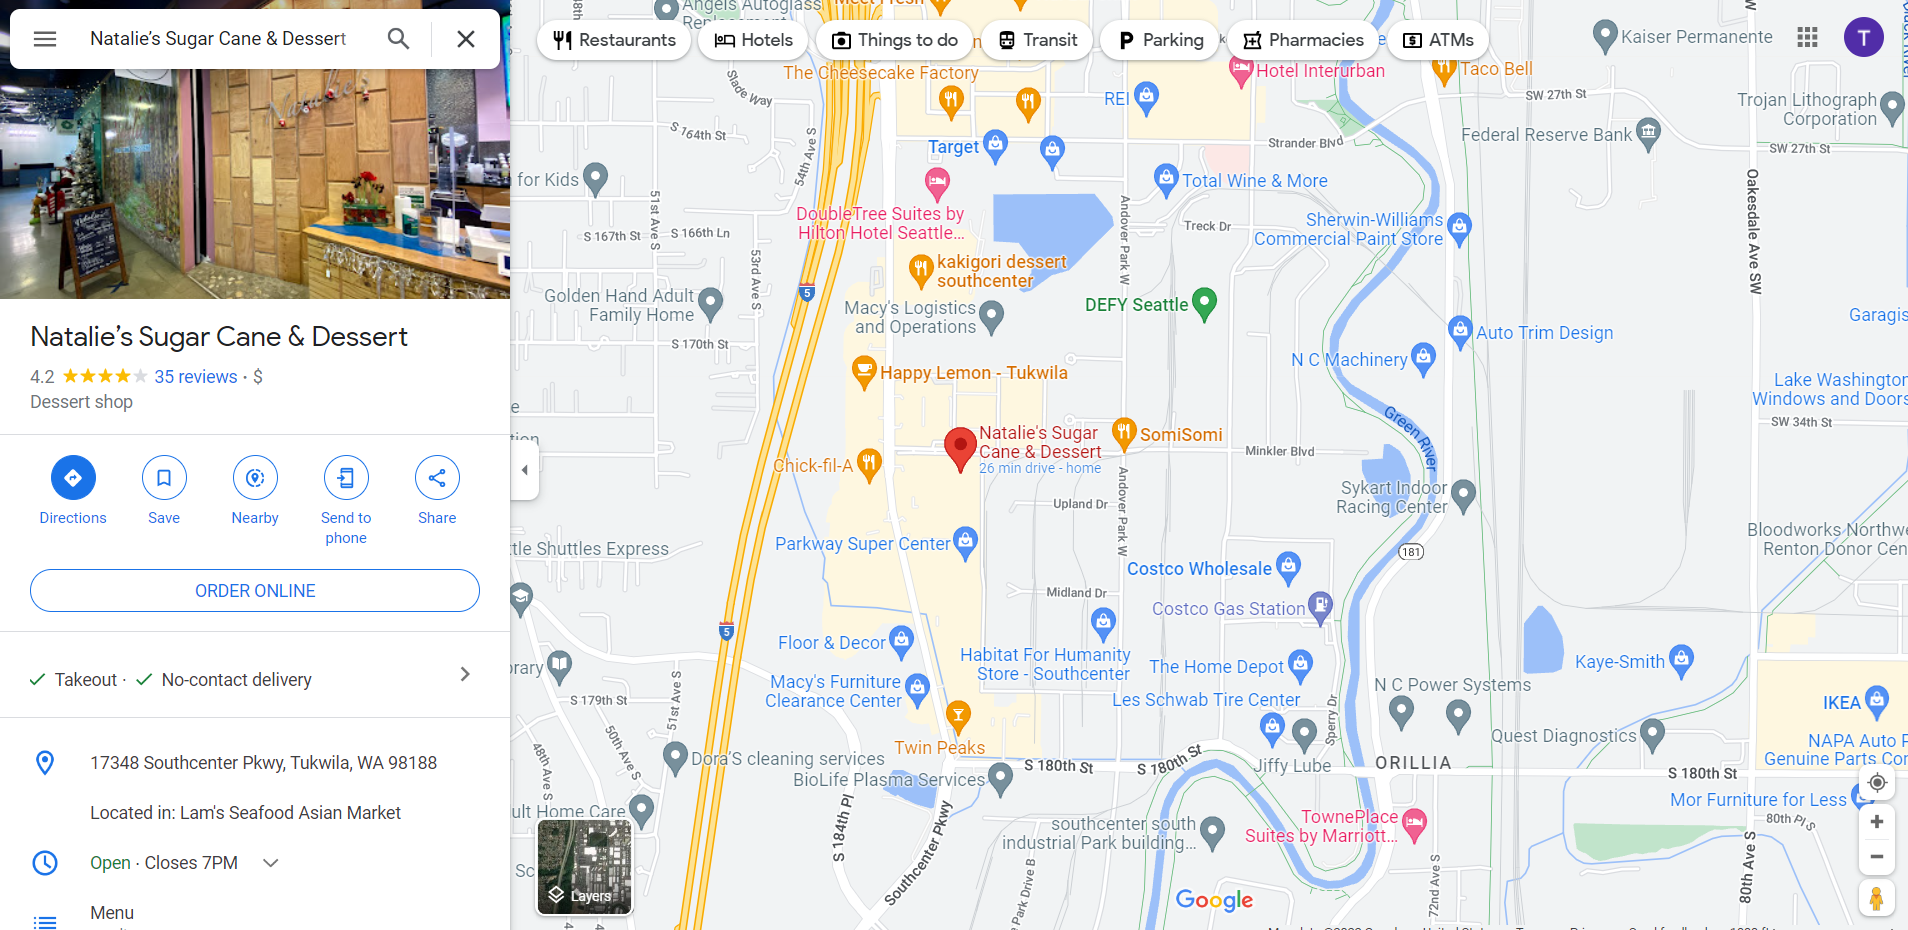 Natalie's Sugar Cane & Dessert
Natalie's Sugar Cane & Dessert
4.2
35 reviews · $
Dessert shop
Directions
Save
Nearby
Send to
phone
Share
ORDER ONLINE
Takeout · No-contact delivery
17348 Southcenter Pkwy, Tukwila, WA 98188
Located in: Lam's Seafood Asian Market
Open · Closes 7PM
Menu
Restaurants
Hotels
Things to do
Transit
Parking
Pharmacies
ATMs
T
Angels Autoglass
Meet Fresh
Kaiser Permanente
The Cheesecake Factory
Hotel Interurban
Taco Bell
Slade Way
REI
SW 27th St
Trojan Lithograph
Corporation
S 164th St
54th Ave S
Target
Strander Blvd
Federal Reserve Bank
SW 27th St
for Kids
51st Ave S
Total Wine & More
Oakesdale Ave SW
DoubleTree Suites by
Hilton Hotel Seattle...
Andover Park W
Treck Dr
Sherwin-Williams
Commercial Paint Store
S 167th St
S 166th Ln
53rd Ave S
kakigori dessert
southcenter
5
Golden Hand Adult
Family Home
Macy's Logistics
and Operations
DEFY Seattle
Garagis
S 170th St
Auto Trim Design
N C Machinery
Happy Lemon - Tukwila
Lake Washington
Windows and Doors
SW 34th St
Green River
Natalie's Sugar
Cane & Dessert
26 min drive - home
SomiSomi
Minkler Blvd
Chick-fil-A
Andover Park W
Sykart Indoor
Racing Center
Upland Dr
Bloodworks Northwe
Renton Donor Cen
Parkway Super Center
tle Shuttles Express
181
Costco Wholesale
Midland Dr
Costco Gas Station
5
Floor & Decor
Habitat For Humanity
Store - Southcenter
The Home Depot
Kaye-Smith
brary
Macy's Furniture
Clearance Center
Les Schwab Tire Center
N C Power Systems
IKEA
S 179th St
51st Ave S
50th Ave S
48th Ave S
Sperry Dr
Twin Peaks
Quest Diagnostics
NAPA Auto P
Genuine Parts Cor
Dora'S cleaning services
BioLife Plasma Services
S 180th St
S 180th St
Jiffy Lube
ORILLIA
S 180th St
Mor Furniture for Less
80th Pl S
ult Home Care
S 184th Pl
Southcenter Pkwy
southcenter south
industrial Park building...
TownePlace
Suites by Marriott...
80th Ave S
72nd Ave S
Park Drive B
Layers
Google